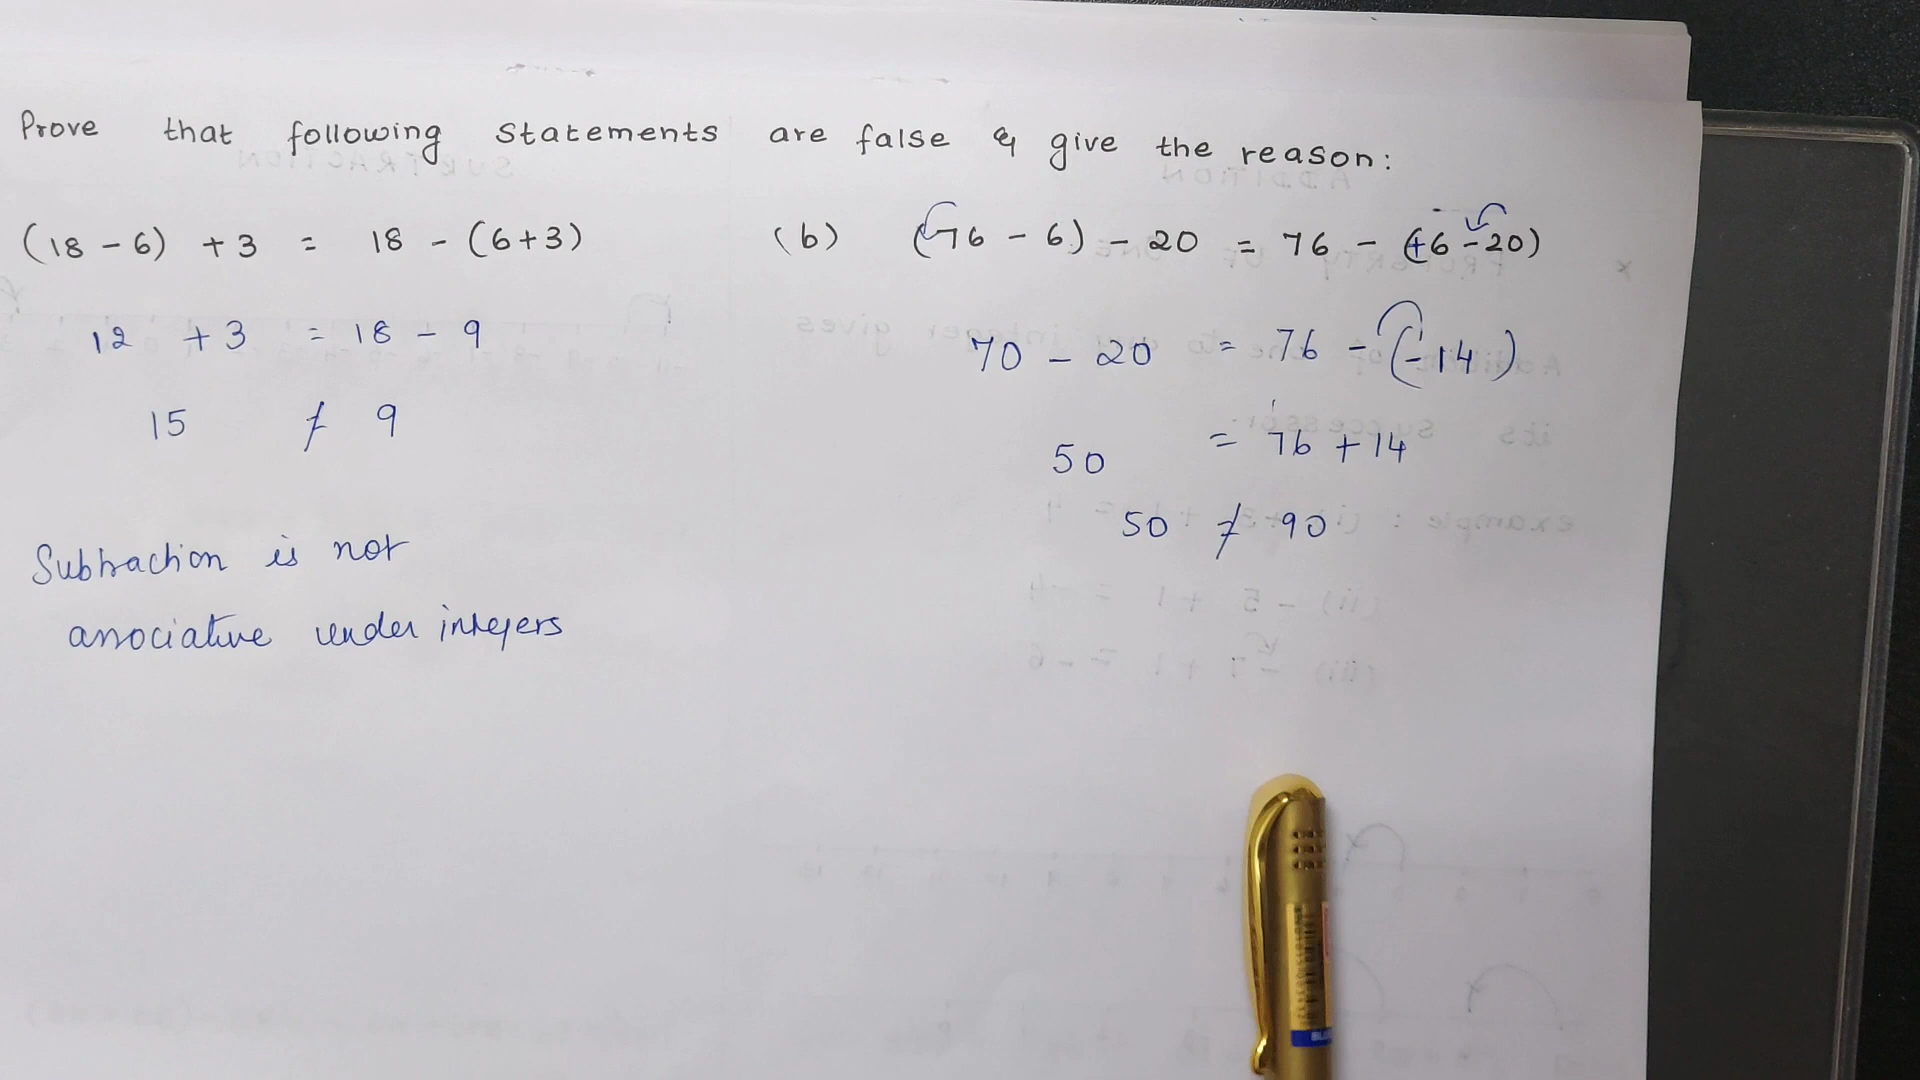 Prove that following statements are false & give the reason:
(18 - 6) + 3 = 18 - (6+3)
12 + 3 = 18 - 9
15 ≠ 9
Subtraction is not
associative under integers
(b) (76 - 6) - 20 = 76 - (+6-20)
70 - 20 = 76 - (-14)
50 = 76 + 14
50 ≠ 90